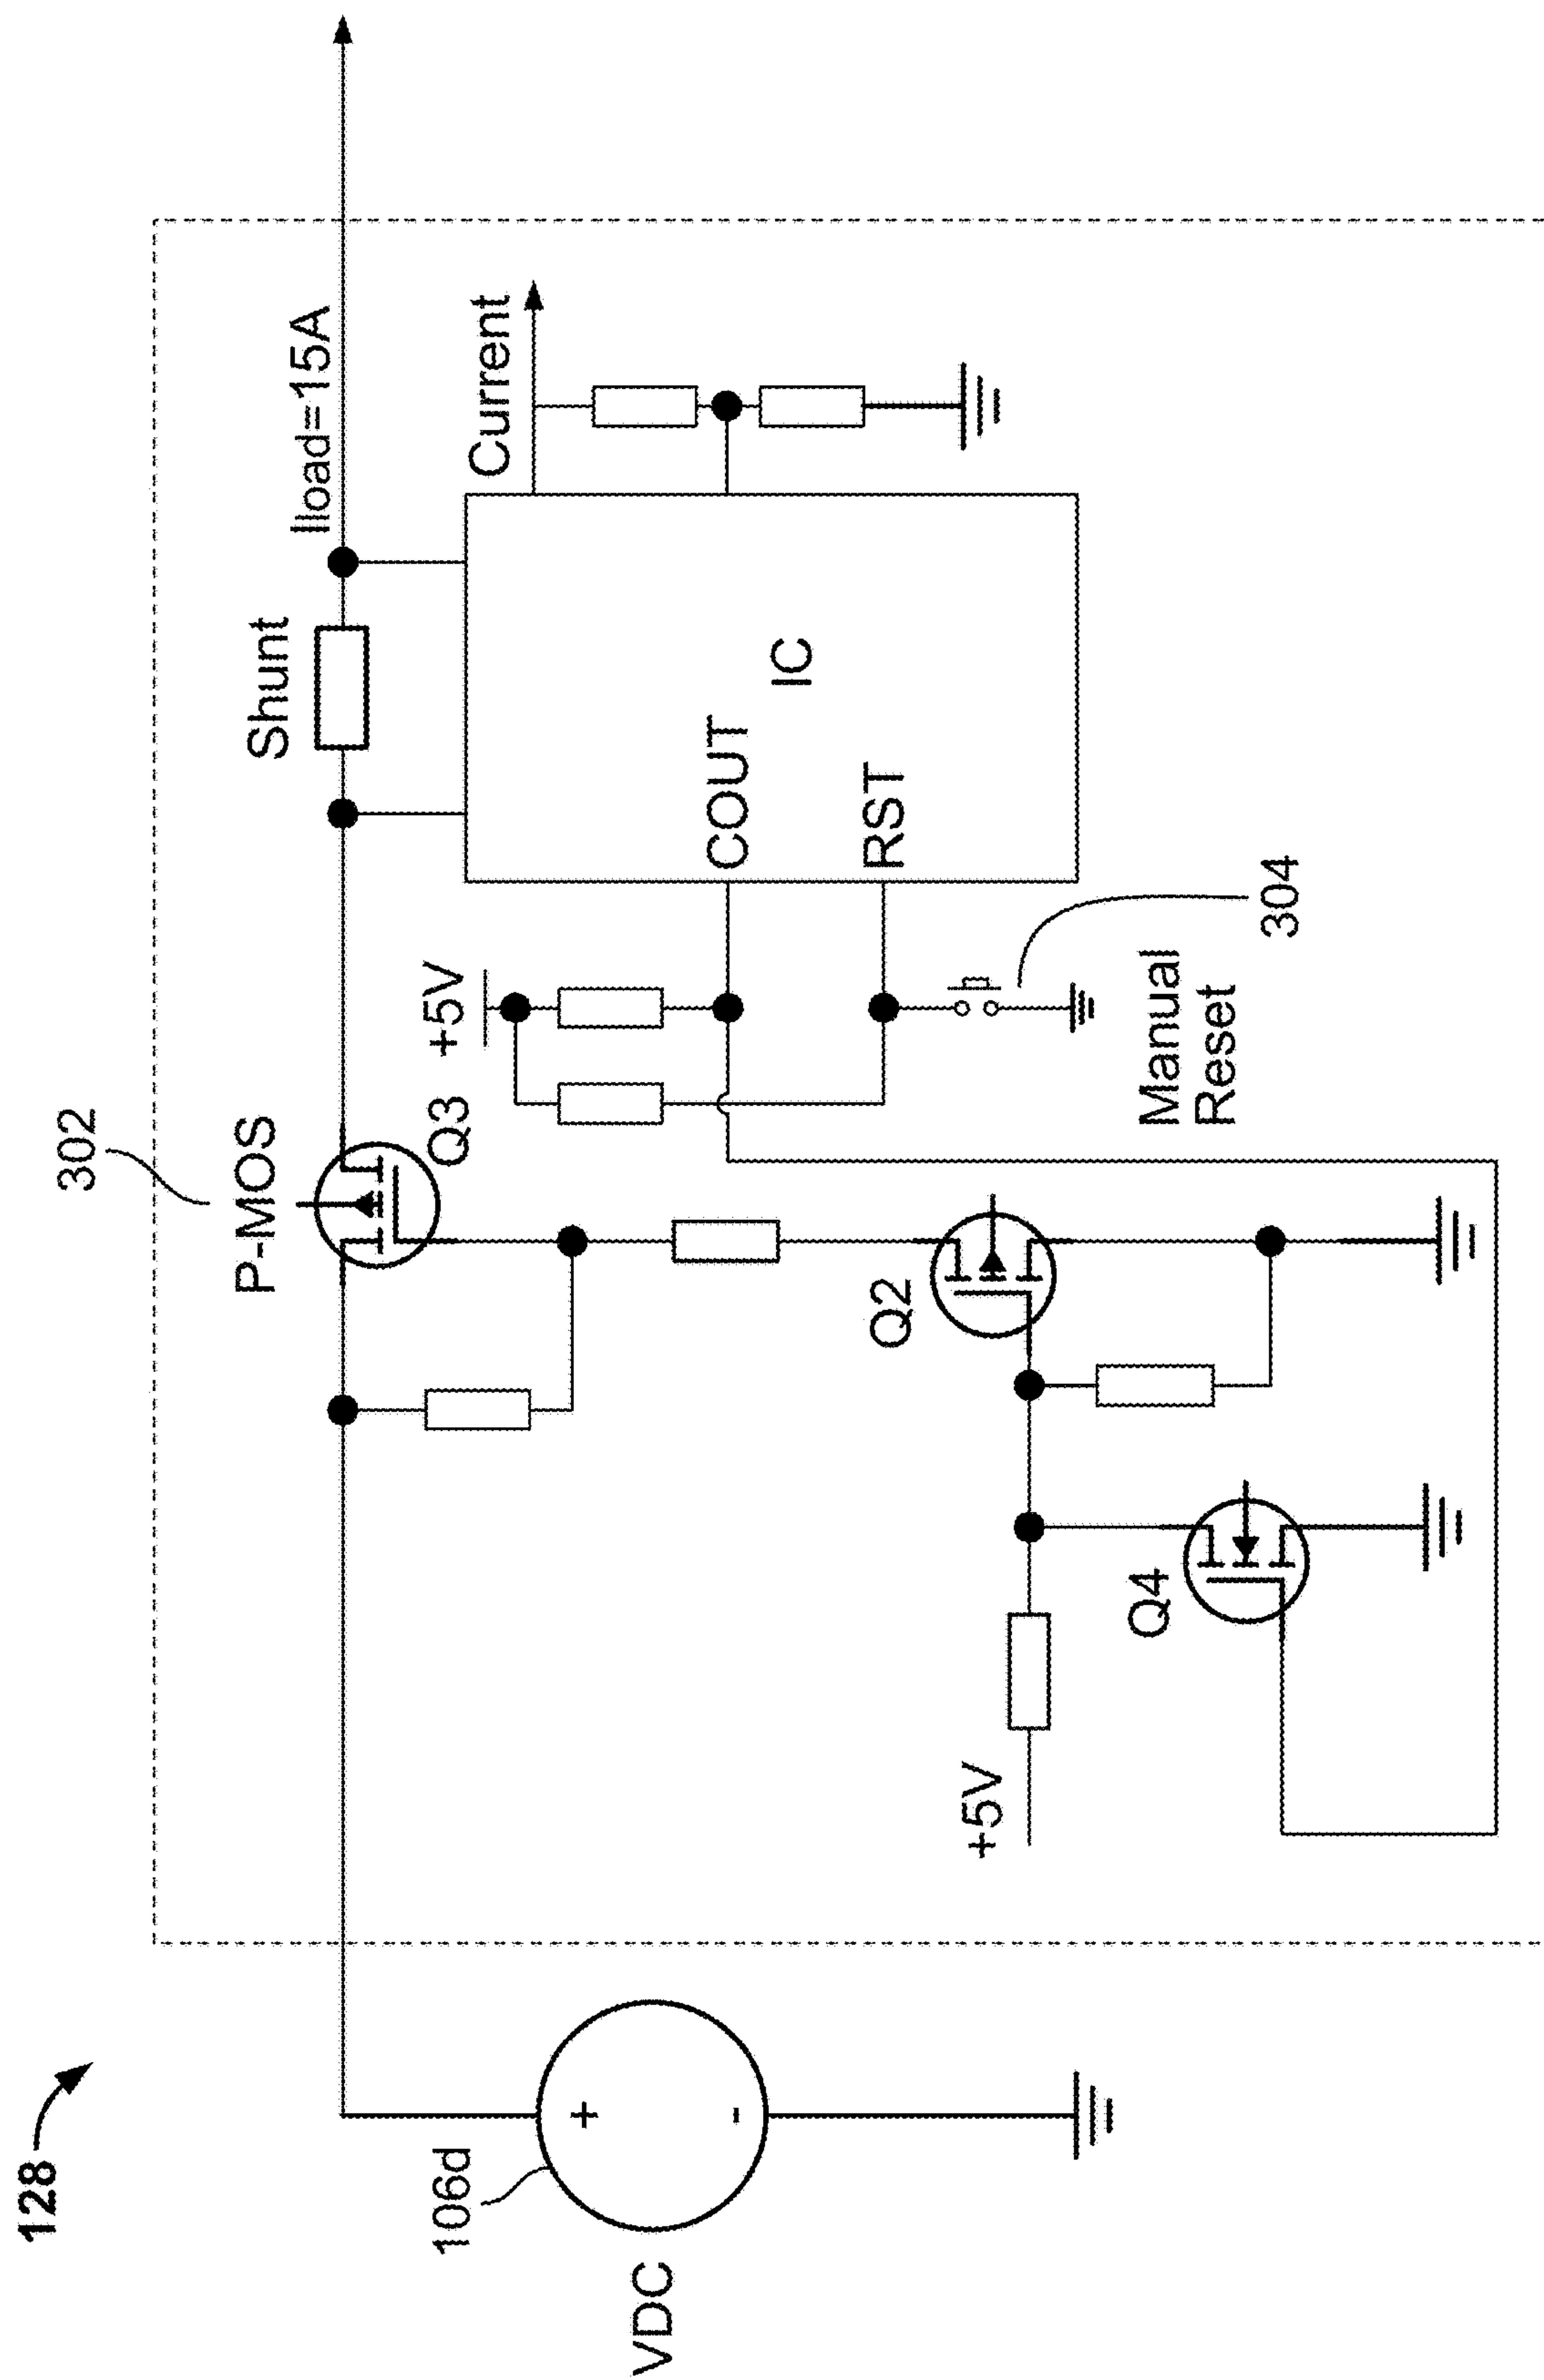 128
302
P-MOS
Q3
Shunt
Iload=15A
+5V
Current
106d
+
-
VDC
COUT
IC
RST
304
Manual
Reset
Q2
+5V
Q4